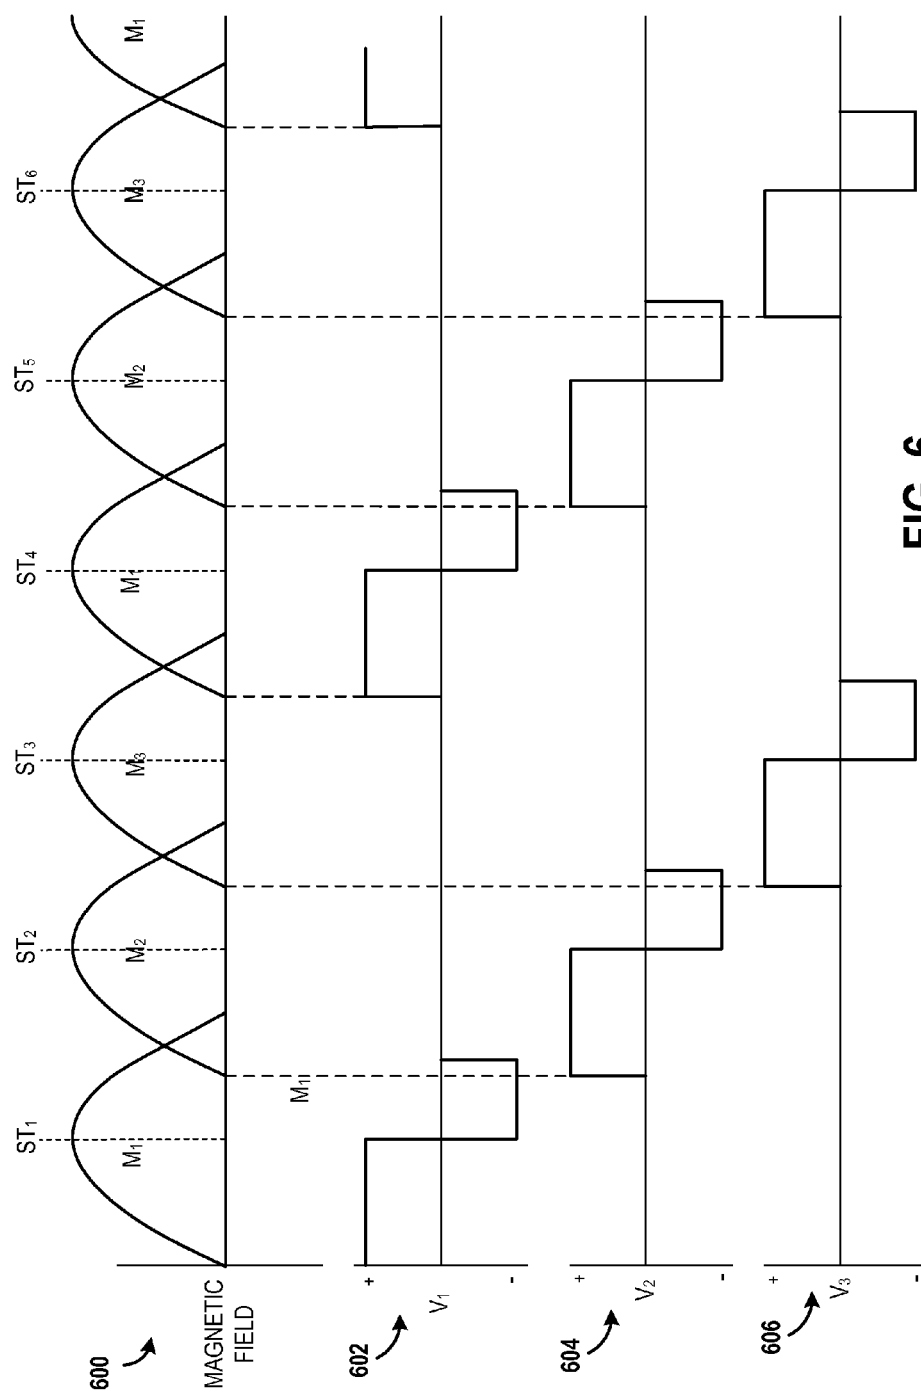 600
MAGNETIC
FIELD
ST₁ ST₂ ST₃ ST₄ ST₅ ST₆
M₁ M₂ M₃ M₁ M₂ M₃ M₁
M₁
602
+
V₁
-
604
+
V₂
-
606
+
V₃
-
FIG. 6